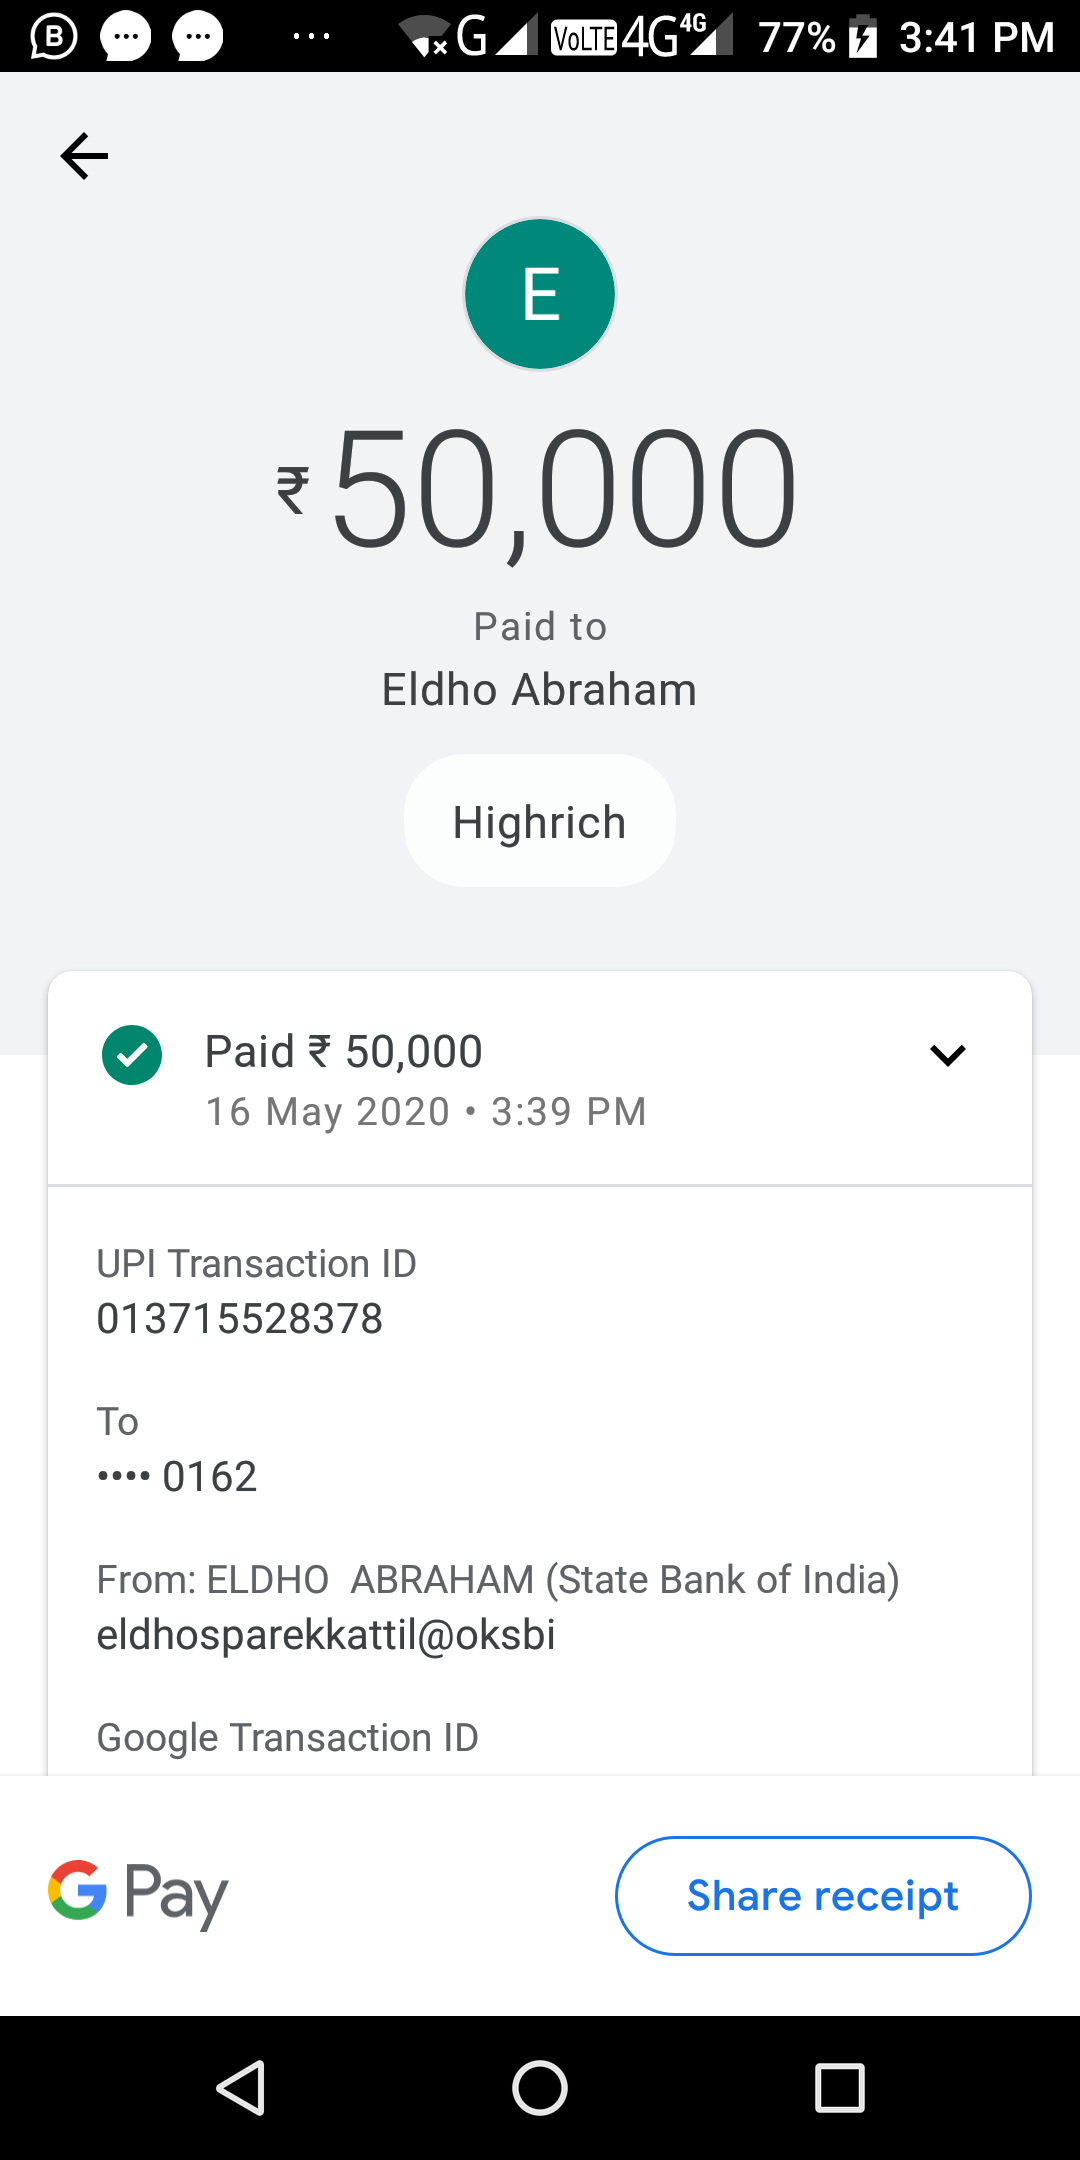 B G VoLTE 4G 4G 77% 3:41 PM
E
₹50,000
Paid to
Eldho Abraham
Highrich
Paid ₹ 50,000
16 May 2020 • 3:39 PM
UPI Transaction ID
013715528378
To
•••• 0162
From: ELDHO  ABRAHAM (State Bank of India)
eldhosparekkattil@oksbi
Google Transaction ID
G Pay
Share receipt